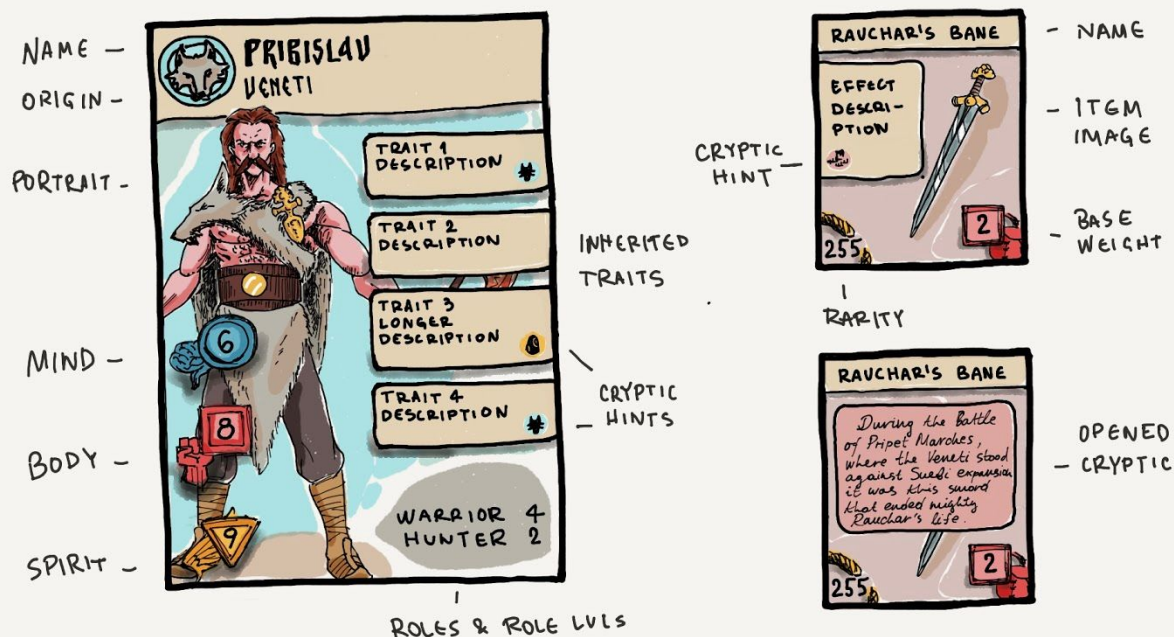 NAME -
ORIGIN -
PORTRAIT -
MIND -
BODY -
SPIRIT -
PRIBISLAV
VENETI
TRAIT 1
DESCRIPTION
TRAIT 2
DESCRIPTION
TRAIT 3
LONGER
DESCRIPTION
TRAIT 4
DESCRIPTION
6
8
9
WARRIOR 4
HUNTER 2
INHERITED
TRAITS
CRYPTIC
HINTS
ROLES & ROLE LVLS
RAUCHAR'S BANE
EFFECT
DESCRI-
PTION
255
2
CRYPTIC
HINT
- NAME
ITEM
IMAGE
BASE
WEIGHT
RARITY
RAUCHAR'S BANE
During the Battle
of Pripet Marches,
where the Veneti stood
against Suebi expansion
it was this sword
that ended mighty
Rauchar's life.
255
2
OPENED
- CRYPTIC